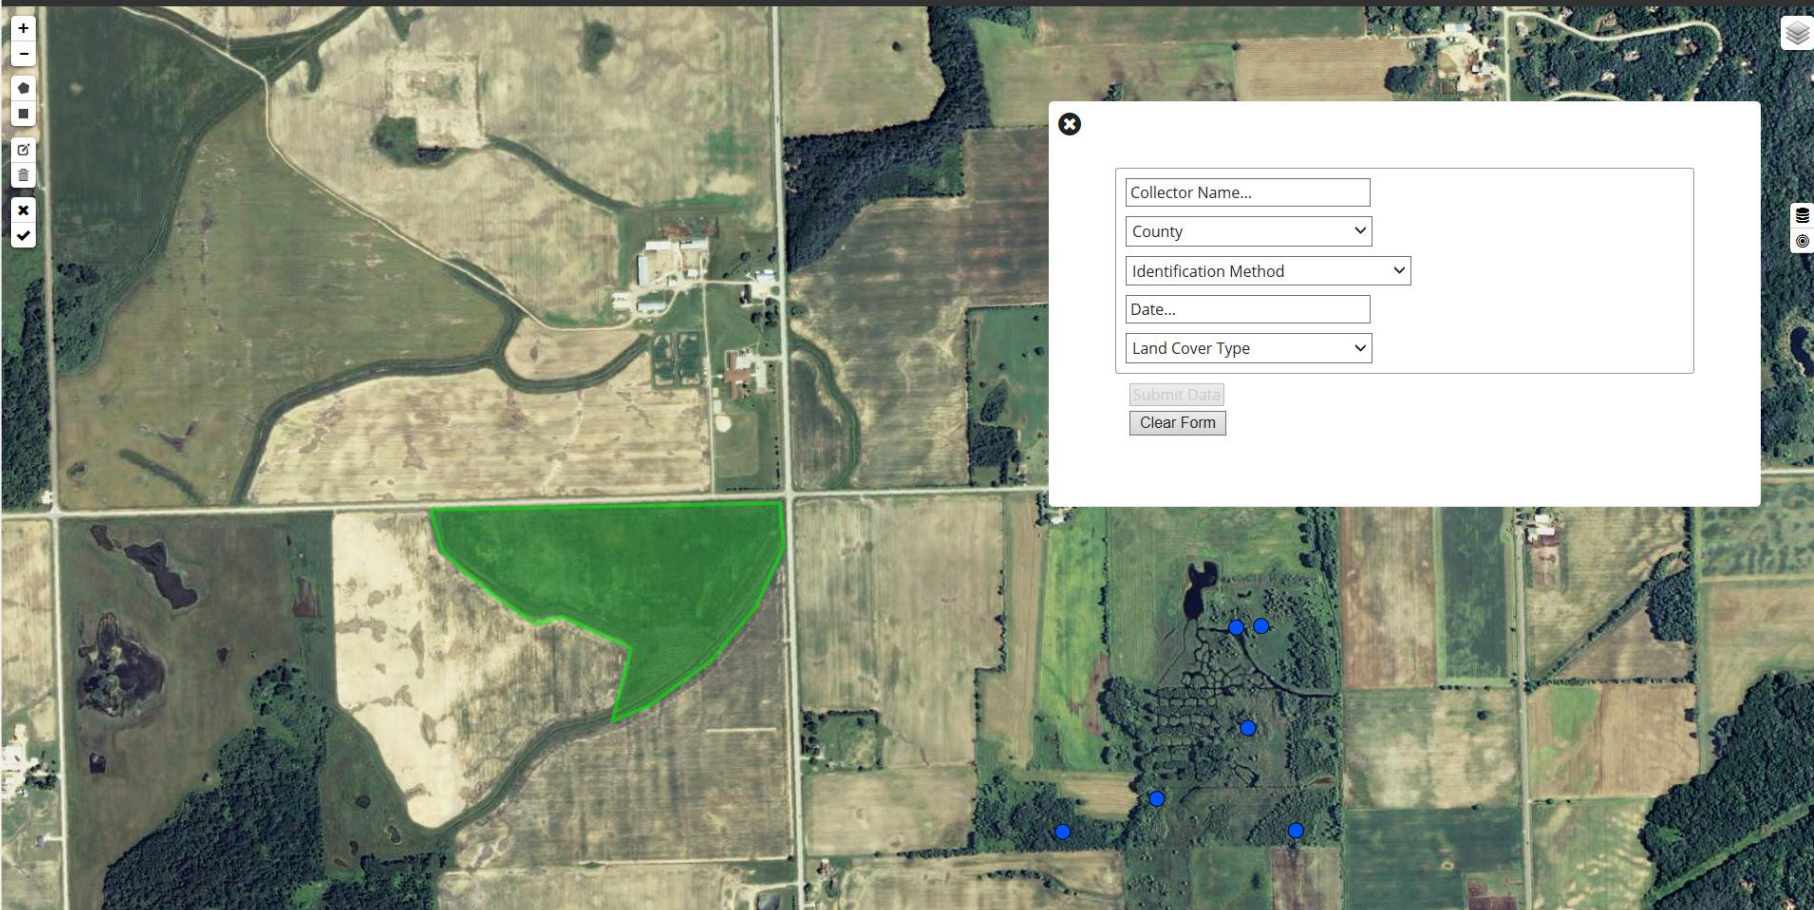 +
−
Collector Name...
County
Identification Method
Date...
Land Cover Type
Submit Data
Clear Form